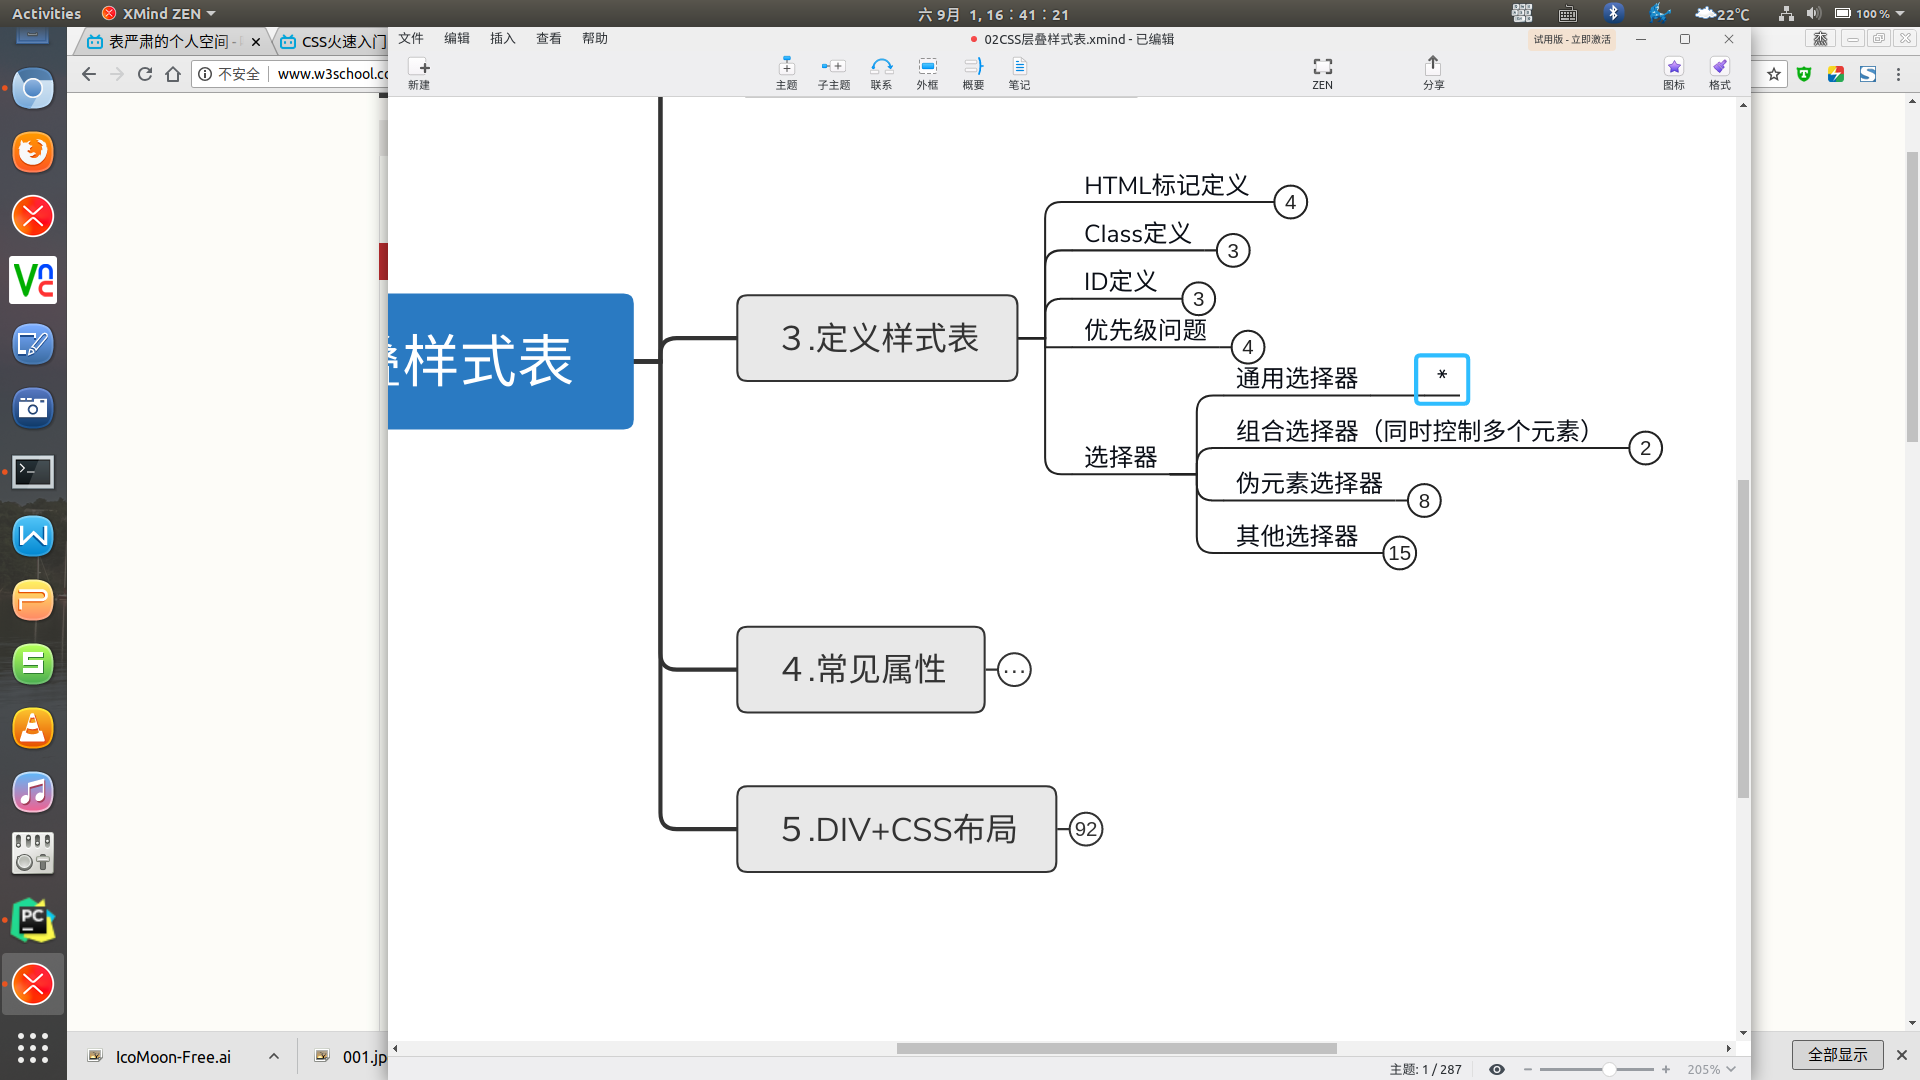 Activities
XMind ZEN
六 9月 1, 16：41：21
22℃
100 %
表严肃的个人空间 -
CSS火速入门
不安全
www.w3school.co
文件
编辑
插入
查看
帮助
02CSS层叠样式表.xmind - 已编辑
试用版 - 立即激活
新建
主题
子主题
联系
外框
概要
笔记
ZEN
分享
图标
格式
HTML标记定义
4
Class定义
3
ID定义
3
优先级问题
4
3.定义样式表
叠样式表
通用选择器
*
组合选择器（同时控制多个元素）
2
选择器
伪元素选择器
8
其他选择器
15
4.常见属性
...
5.DIV+CSS布局
92
IcoMoon-Free.ai
001.jp
全部显示
主题: 1 / 287
205%